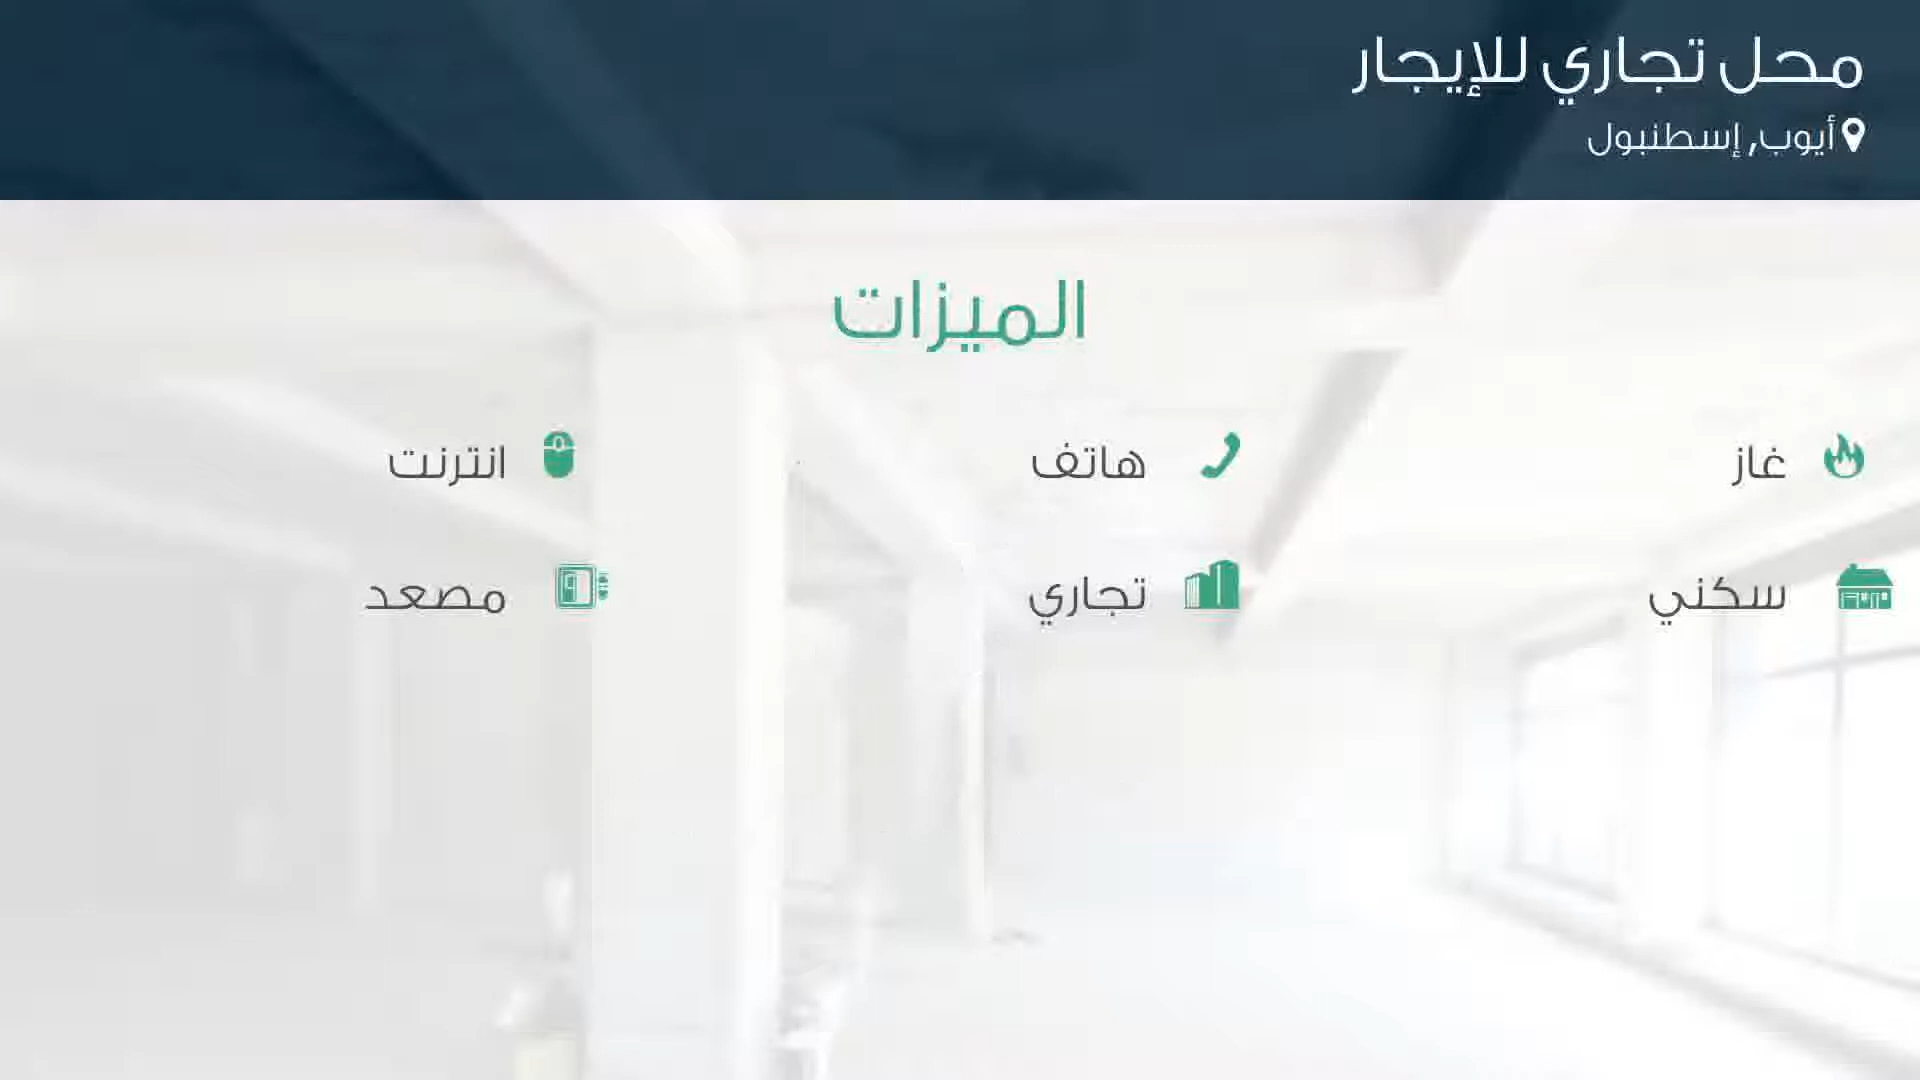 محل تجاري للإيجار
أيوب, إسطنبول
الميزات
غاز
هاتف
انترنت
سكني
تجاري
مصعد